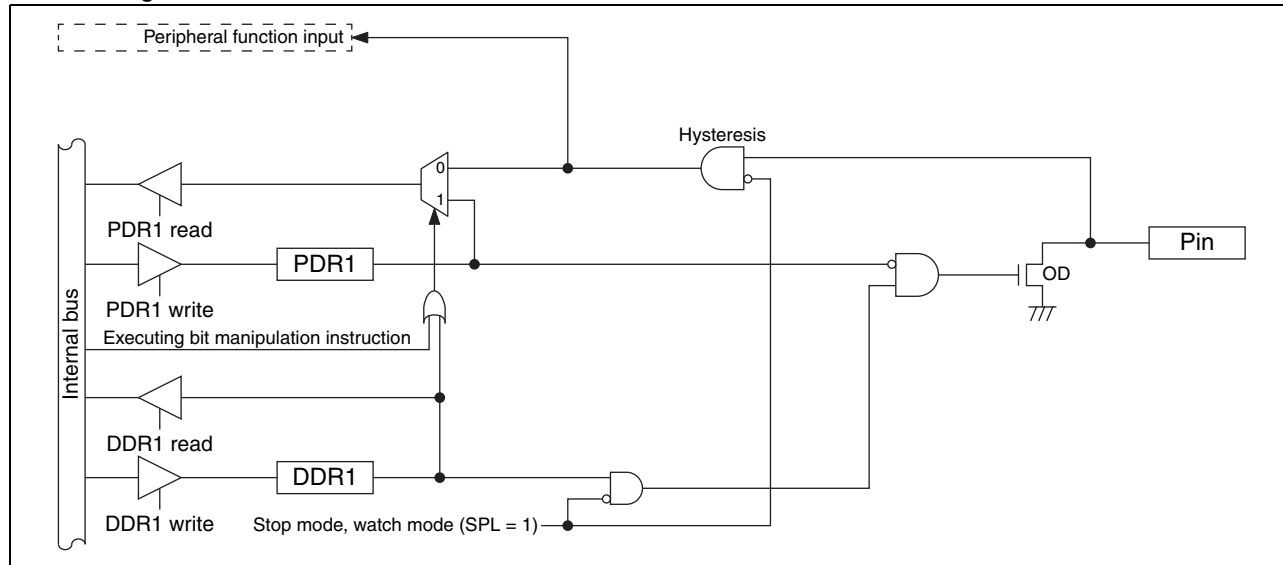 Peripheral function input
Hysteresis
0
1
PDR1 read
Pin
PDR1
OD
PDR1 write
Executing bit manipulation instruction
Internal bus
DDR1 read
DDR1
DDR1 write
Stop mode, watch mode (SPL = 1)